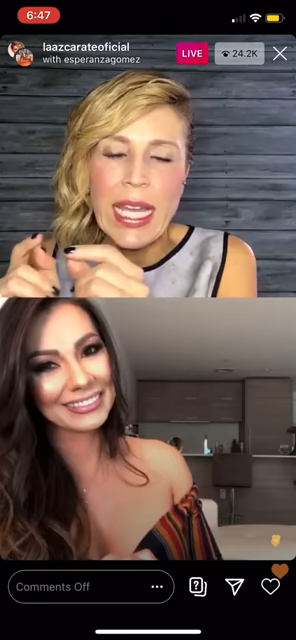 6:47
laazcarateoficial
with esperanzagomez
LIVE
24.2K
Comments Off